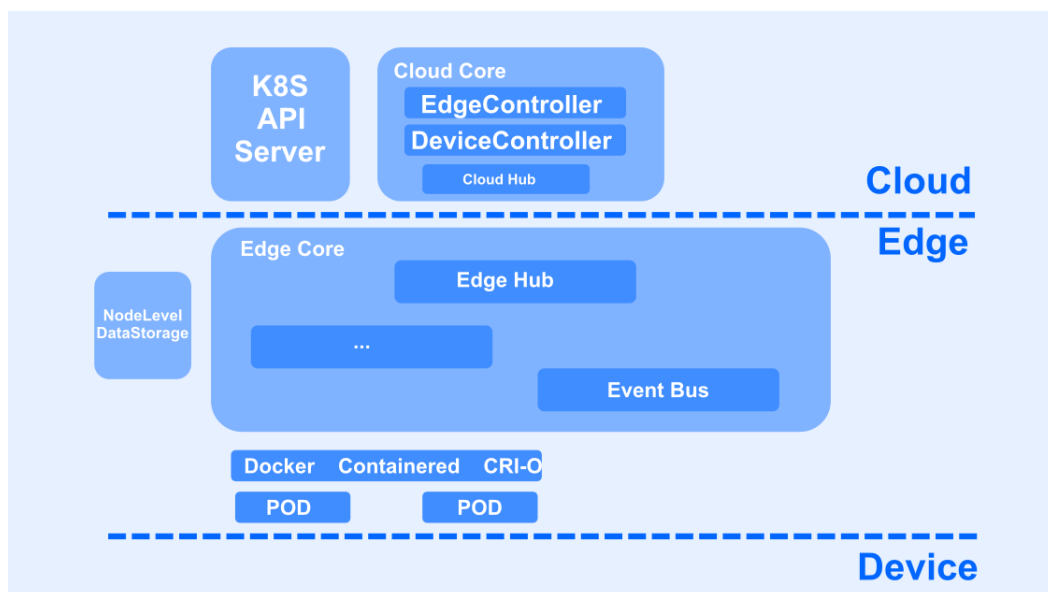 K8S
API
Server
Cloud Core
EdgeController
DeviceController
Cloud Hub
Cloud
Edge
Edge Core
Edge Hub
NodeLevel
DataStorage
...
Event Bus
Docker Containered CRI-O
POD POD
Device